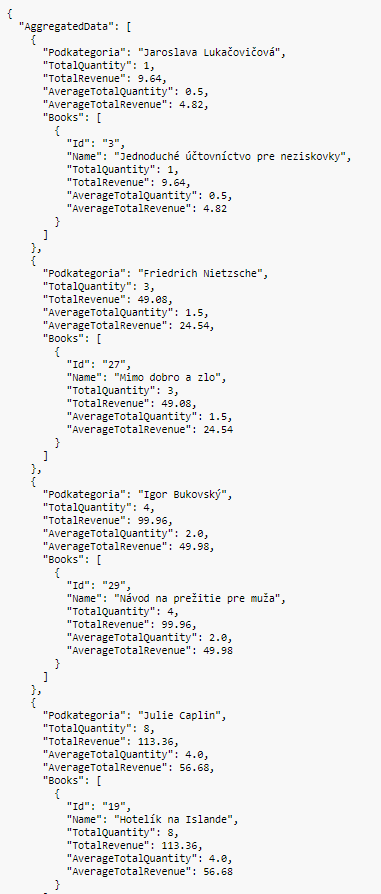 {
  "AggregatedData": [
    {
      "Podkategoria": "Jaroslava Lukačovičová",
      "TotalQuantity": 1,
      "TotalRevenue": 9.64,
      "AverageTotalQuantity": 0.5,
      "AverageTotalRevenue": 4.82,
      "Books": [
        {
          "Id": "3",
          "Name": "Jednoduché účtovníctvo pre neziskovky",
          "TotalQuantity": 1,
          "TotalRevenue": 9.64,
          "AverageTotalQuantity": 0.5,
          "AverageTotalRevenue": 4.82
        }
      ]
    },
    {
      "Podkategoria": "Friedrich Nietzsche",
      "TotalQuantity": 3,
      "TotalRevenue": 49.08,
      "AverageTotalQuantity": 1.5,
      "AverageTotalRevenue": 24.54,
      "Books": [
        {
          "Id": "27",
          "Name": "Mimo dobro a zlo",
          "TotalQuantity": 3,
          "TotalRevenue": 49.08,
          "AverageTotalQuantity": 1.5,
          "AverageTotalRevenue": 24.54
        }
      ]
    },
    {
      "Podkategoria": "Igor Bukovský",
      "TotalQuantity": 4,
      "TotalRevenue": 99.96,
      "AverageTotalQuantity": 2.0,
      "AverageTotalRevenue": 49.98,
      "Books": [
        {
          "Id": "29",
          "Name": "Návod na prežitie pre muža",
          "TotalQuantity": 4,
          "TotalRevenue": 99.96,
          "AverageTotalQuantity": 2.0,
          "AverageTotalRevenue": 49.98
        }
      ]
    },
    {
      "Podkategoria": "Julie Caplin",
      "TotalQuantity": 8,
      "TotalRevenue": 113.36,
      "AverageTotalQuantity": 4.0,
      "AverageTotalRevenue": 56.68,
      "Books": [
        {
          "Id": "19",
          "Name": "Hotelík na Islande",
          "TotalQuantity": 8,
          "TotalRevenue": 113.36,
          "AverageTotalQuantity": 4.0,
          "AverageTotalRevenue": 56.68
        }